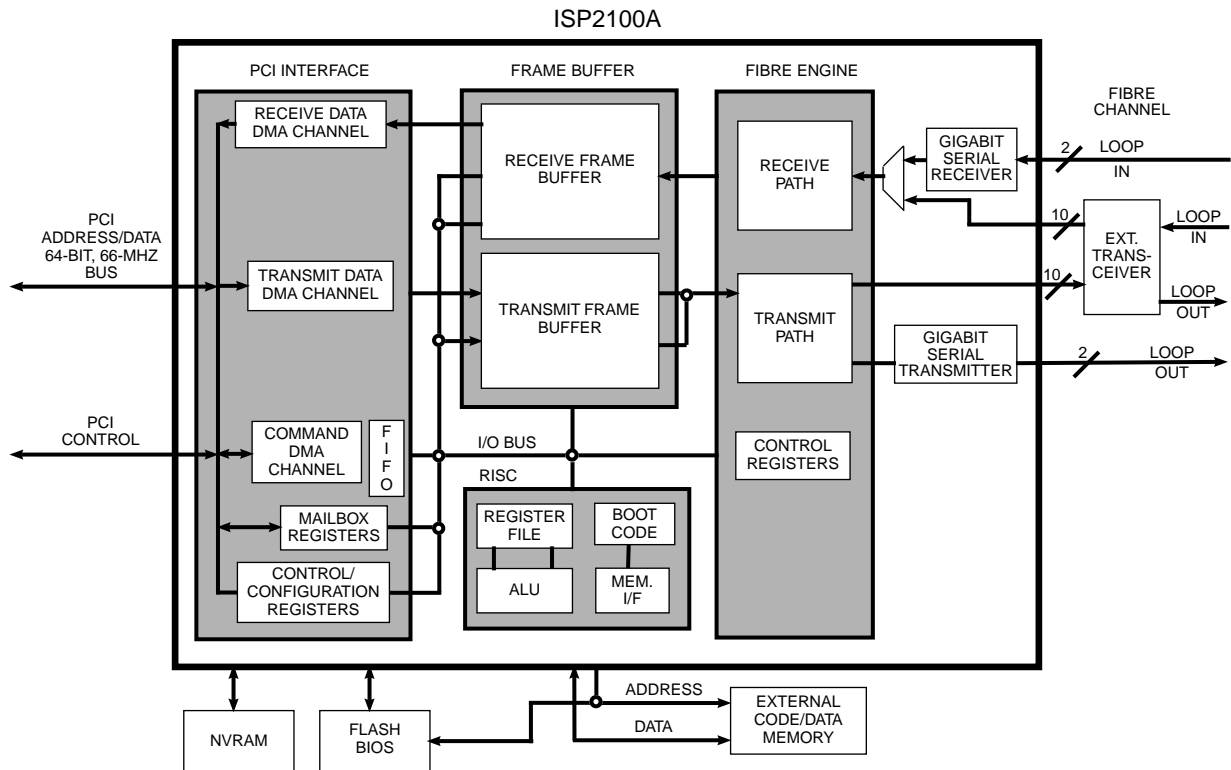 ISP2100A
PCI INTERFACE
FRAME BUFFER
FIBRE ENGINE
FIBRE
CHANNEL
RECEIVE DATA
DMA CHANNEL
RECEIVE FRAME
BUFFER
RECEIVE
PATH
GIGABIT
SERIAL
RECEIVER
2
LOOP
IN
PCI
ADDRESS/DATA
64-BIT, 66-MHZ
BUS
10
EXT.
TRANS-
CEIVER
LOOP
IN
TRANSMIT DATA
DMA CHANNEL
TRANSMIT FRAME
BUFFER
TRANSMIT
PATH
10
LOOP
OUT
GIGABIT
SERIAL
TRANSMITTER
2
LOOP
OUT
PCI
CONTROL
COMMAND
DMA
CHANNEL
F
I
F
O
I/O BUS
CONTROL
REGISTERS
RISC
MAILBOX
REGISTERS
REGISTER
FILE
BOOT
CODE
CONTROL/
CONFIGURATION
REGISTERS
ALU
MEM.
I/F
NVRAM
FLASH
BIOS
ADDRESS
DATA
EXTERNAL
CODE/DATA
MEMORY